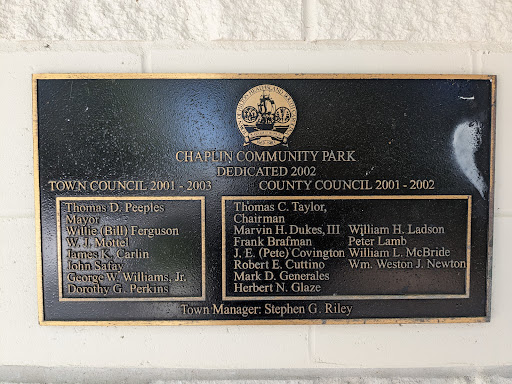 CHAPLIN COMMUNITY PARK
DEDICATED 2002
TOWN COUNCIL 2001 - 2003
Thomas D. Peeples
Mayor
Willie (Bill) Ferguson
W. J. Mottel
James K. Carlin
John Safay
George W. Williams, Jr.
Dorothy G. Perkins
COUNTY COUNCIL 2001 - 2002
Thomas C. Taylor,
Chairman
Marvin H. Dukes, III
Frank Brafman
J. E. (Pete) Covington
Robert E. Cuttino
Mark D. Generales
Herbert N. Glaze
William H. Ladson
Peter Lamb
William L. McBride
Wm. Weston J. Newton
Town Manager: Stephen G. Riley